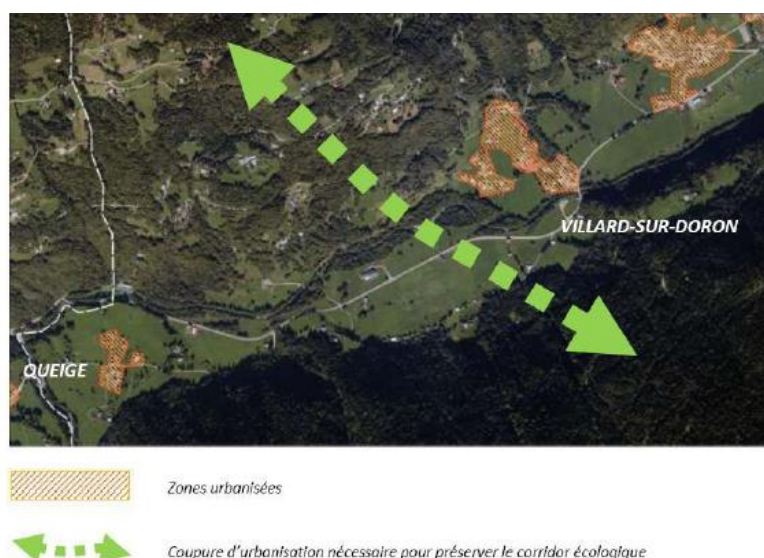 VILLARD-SUR-DORON
QUEIGE
Zones urbanisées
Coupure d'urbanisation nécessaire pour préserver le corridor écologique